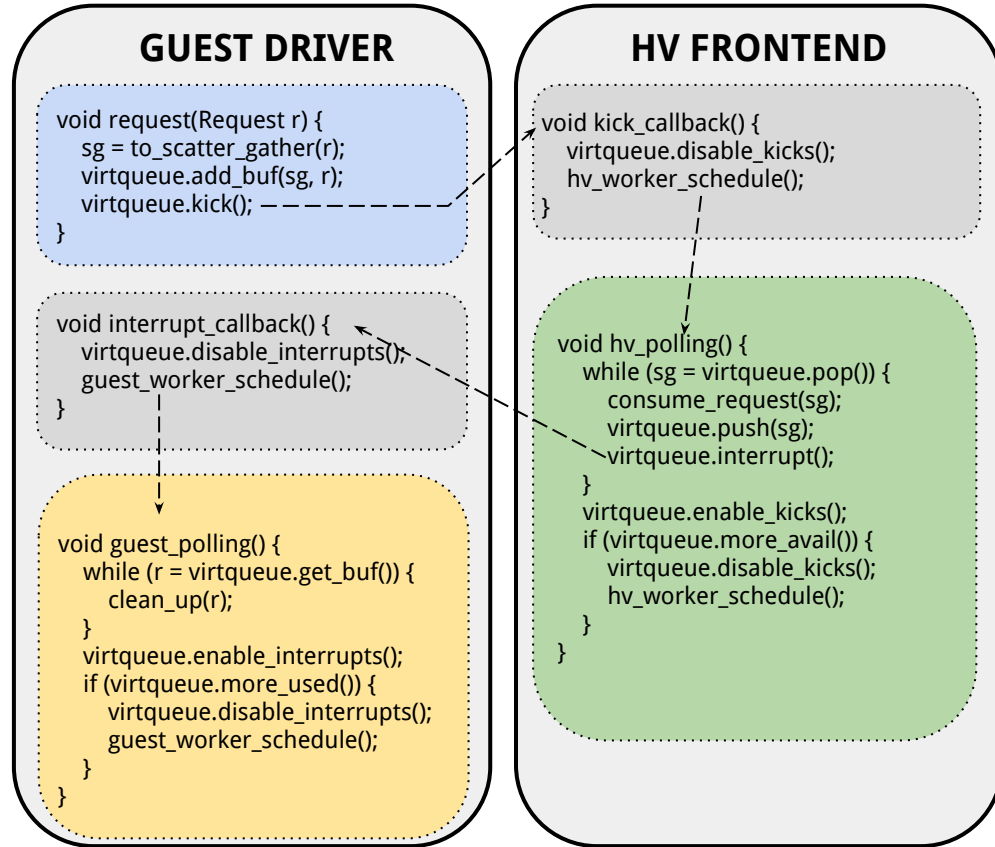 GUEST DRIVER
void request(Request r) {
    sg = to_scatter_gather(r);
    virtqueue.add_buf(sg, r);
    virtqueue.kick();
}
void interrupt_callback() {
    virtqueue.disable_interrupts();
    guest_worker_schedule();
}
void guest_polling() {
    while (r = virtqueue.get_buf()) {
        clean_up(r);
    }
    virtqueue.enable_interrupts();
    if (virtqueue.more_used()) {
        virtqueue.disable_interrupts();
        guest_worker_schedule();
    }
}
HV FRONTEND
void kick_callback() {
    virtqueue.disable_kicks();
    hv_worker_schedule();
}
void hv_polling() {
    while (sg = virtqueue.pop()) {
        consume_request(sg);
        virtqueue.push(sg);
        virtqueue.interrupt();
    }
    virtqueue.enable_kicks();
    if (virtqueue.more_avail()) {
        virtqueue.disable_kicks();
        hv_worker_schedule();
    }
}